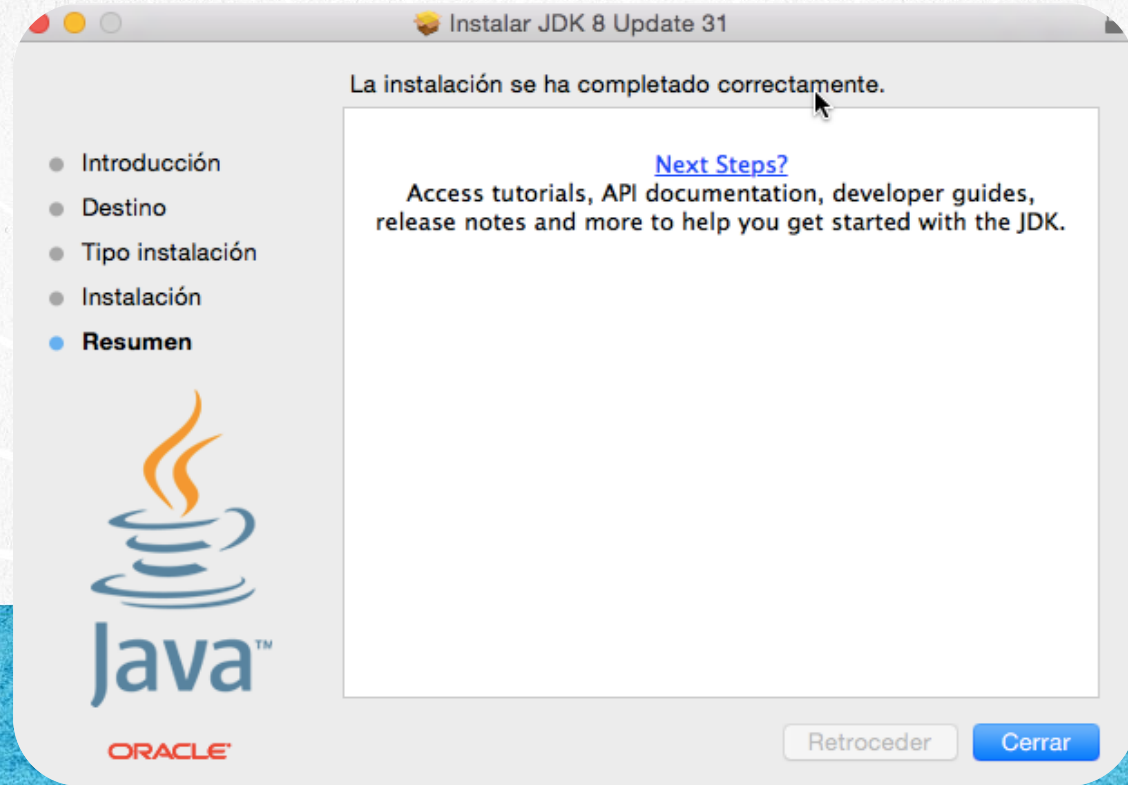 Instalar JDK 8 Update 31
La instalación se ha completado correctamente.
Introducción
Destino
Tipo instalación
Instalación
Resumen
Next Steps?
Access tutorials, API documentation, developer guides,
release notes and more to help you get started with the JDK.
Java™
ORACLE®
Retroceder
Cerrar